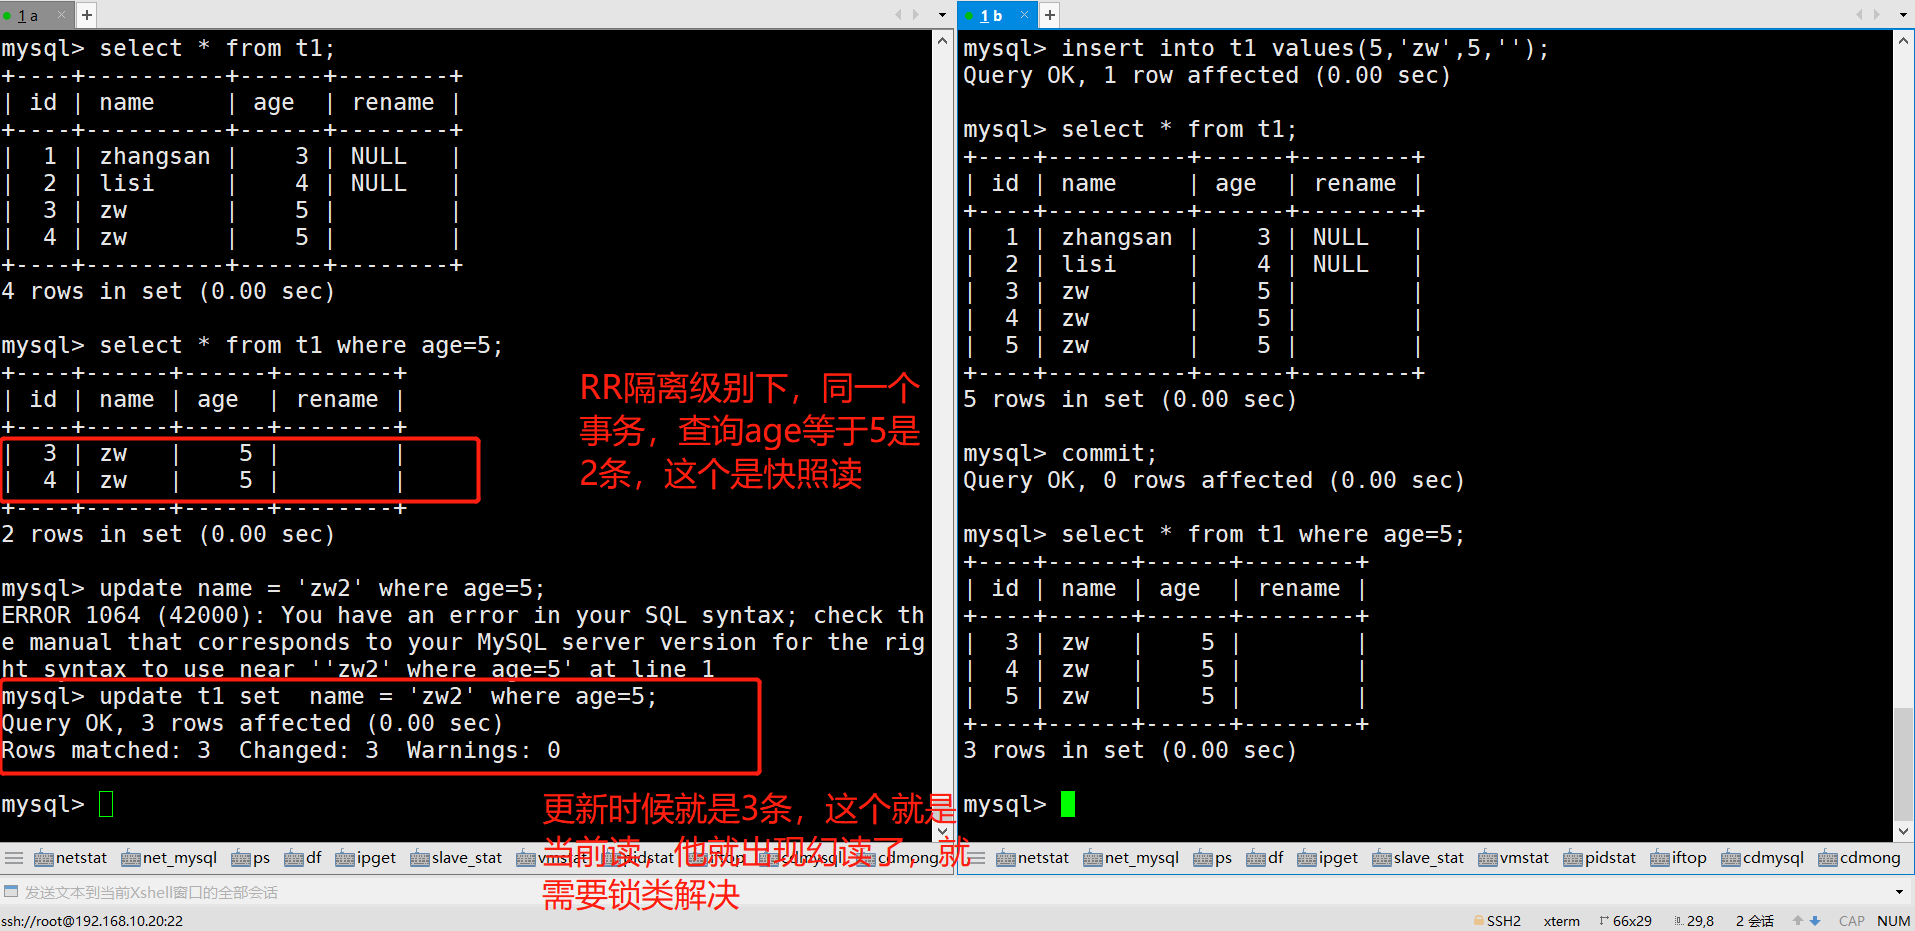 1 a
mysql> select * from t1;
+----+----------+------+--------+
| id | name     | age  | rename |
+----+----------+------+--------+
|  1 | zhangsan |    3 | NULL   |
|  2 | lisi     |    4 | NULL   |
|  3 | zw       |    5 |        |
|  4 | zw       |    5 |        |
+----+----------+------+--------+
4 rows in set (0.00 sec)
mysql> select * from t1 where age=5;
+----+------+------+--------+
| id | name | age  | rename |
+----+------+------+--------+
|  3 | zw   |    5 |        |
|  4 | zw   |    5 |        |
+----+------+------+--------+
2 rows in set (0.00 sec)
RR隔离级别下，同一个
事务，查询age等于5是
2条，这个是快照读
mysql> update name = 'zw2' where age=5;
ERROR 1064 (42000): You have an error in your SQL syntax; check th
e manual that corresponds to your MySQL server version for the rig
ht syntax to use near ''zw2' where age=5' at line 1
mysql> update t1 set  name = 'zw2' where age=5;
Query OK, 3 rows affected (0.00 sec)
Rows matched: 3  Changed: 3  Warnings: 0
mysql>
更新时候就是3条，这个就是
当前读，他就出现幻读了，就
需要锁类解决
1 b
mysql> insert into t1 values(5,'zw',5,'');
Query OK, 1 row affected (0.00 sec)
mysql> select * from t1;
+----+----------+------+--------+
| id | name     | age  | rename |
+----+----------+------+--------+
|  1 | zhangsan |    3 | NULL   |
|  2 | lisi     |    4 | NULL   |
|  3 | zw       |    5 |        |
|  4 | zw       |    5 |        |
|  5 | zw       |    5 |        |
+----+----------+------+--------+
5 rows in set (0.00 sec)
mysql> commit;
Query OK, 0 rows affected (0.00 sec)
mysql> select * from t1 where age=5;
+----+------+------+--------+
| id | name | age  | rename |
+----+------+------+--------+
|  3 | zw   |    5 |        |
|  4 | zw   |    5 |        |
|  5 | zw   |    5 |        |
+----+------+------+--------+
3 rows in set (0.00 sec)
mysql>
netstat net_mysql ps df ipget slave_stat vmstat pidstat iftop cdmysql cdmong
netstat net_mysql ps df ipget slave_stat vmstat pidstat iftop cdmysql cdmong
发送文本到当前Xshell窗口的全部会话
ssh://root@192.168.10.20:22 SSH2 xterm 66x29 29,8 2 会话 CAP NUM